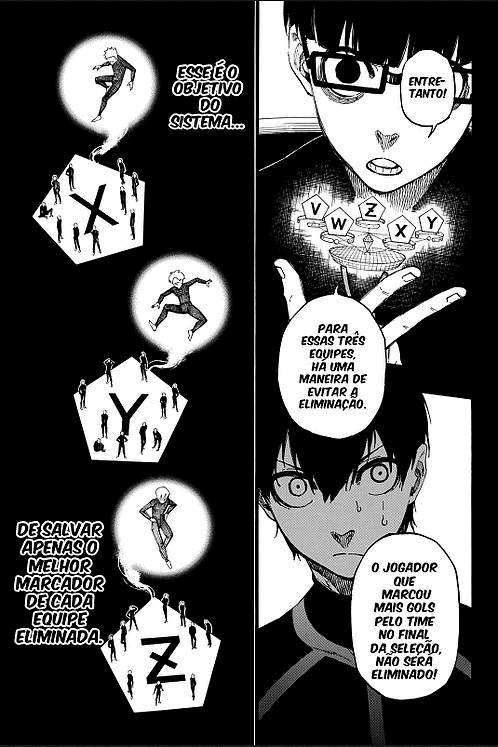 ENTRE-
TANTO!
V
W
Z
X
Y
PARA
ESSAS TRÊS
EQUIPES,
HÁ UMA
MANEIRA DE
EVITAR A
ELIMINAÇÃO.
O JOGADOR
QUE
MARCOU
MAIS GOLS
PELO TIME
NO FINAL
DA SELEÇÃO,
NÃO SERÁ
ELIMINADO!
ESSE É O
OBJETIVO
DO
SISTEMA...
X
Y
DE SALVAR
APENAS O
MELHOR
MARCADOR
DE CADA
EQUIPE
ELIMINADA.
Z